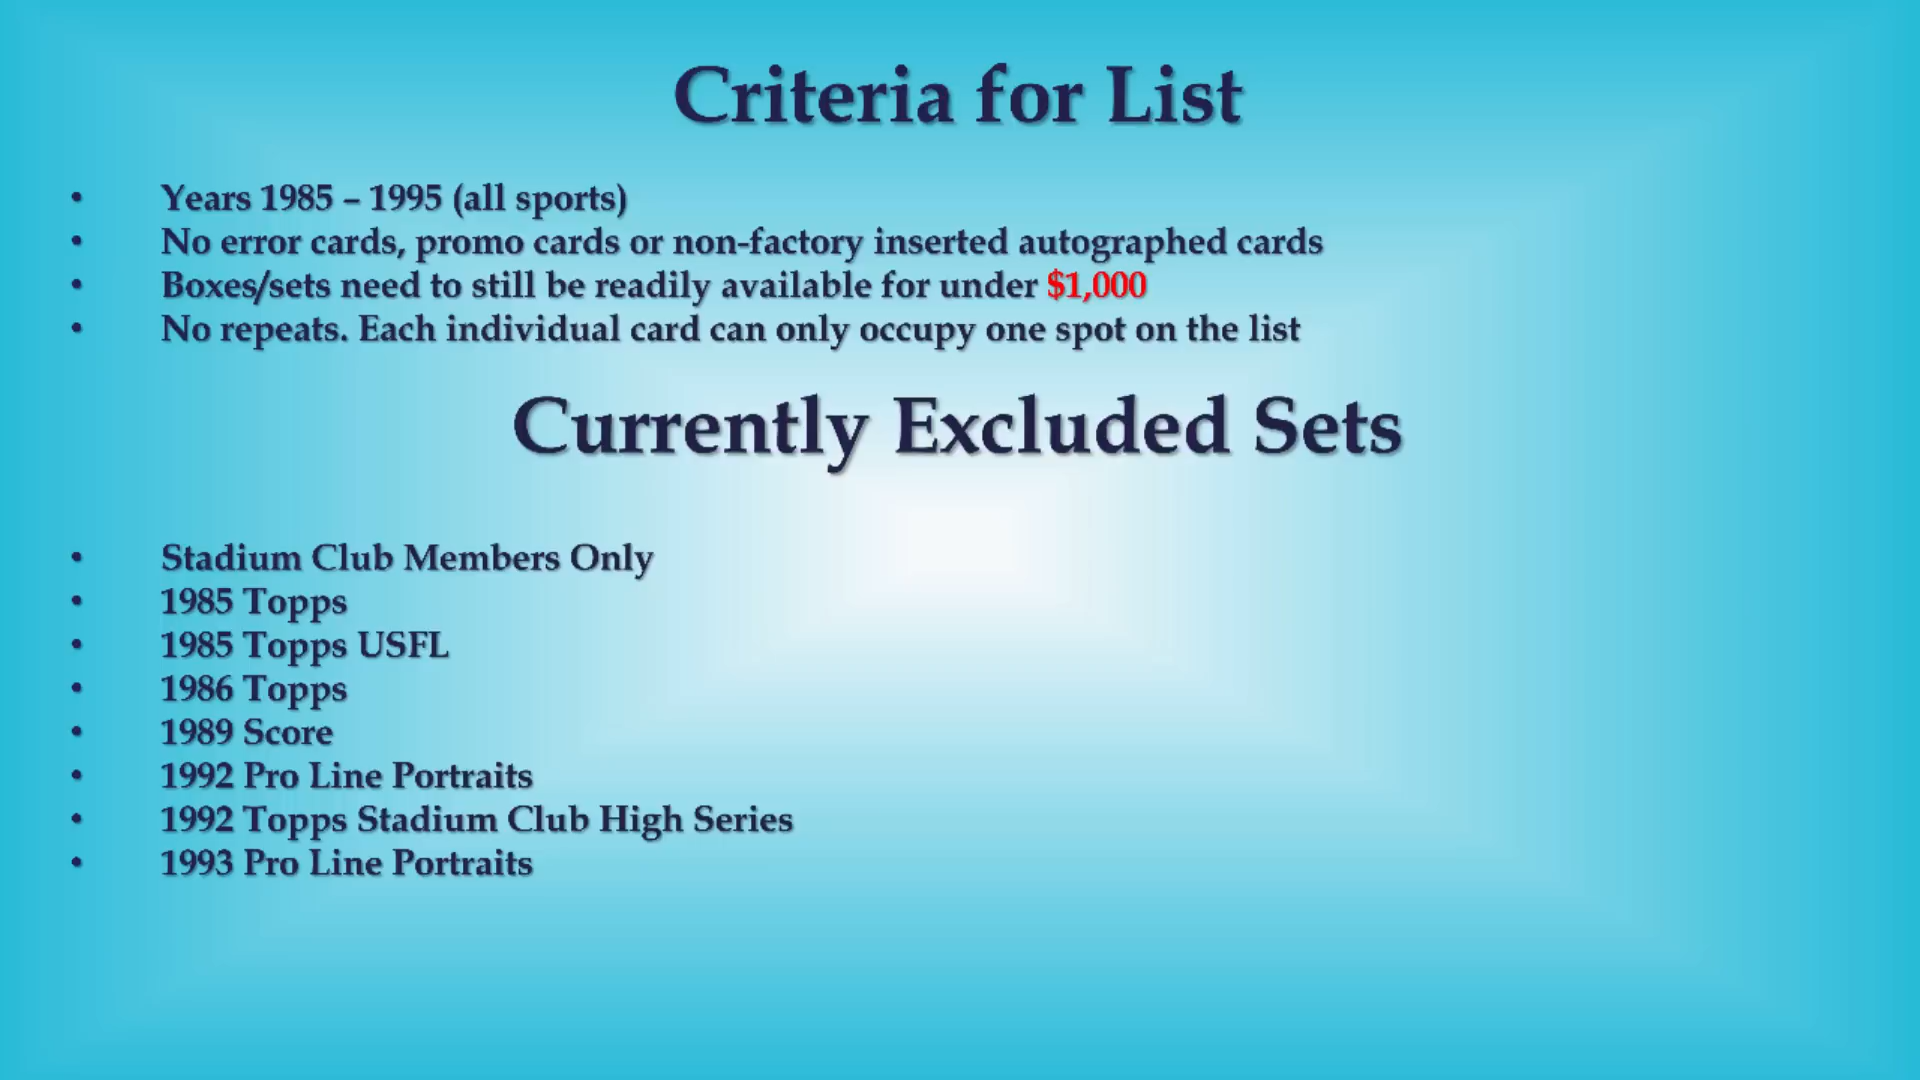 Criteria for List
• Years 1985 – 1995 (all sports)
• No error cards, promo cards or non-factory inserted autographed cards
• Boxes/sets need to still be readily available for under $1,000
• No repeats. Each individual card can only occupy one spot on the list
Currently Excluded Sets
• Stadium Club Members Only
• 1985 Topps
• 1985 Topps USFL
• 1986 Topps
• 1989 Score
• 1992 Pro Line Portraits
• 1992 Topps Stadium Club High Series
• 1993 Pro Line Portraits